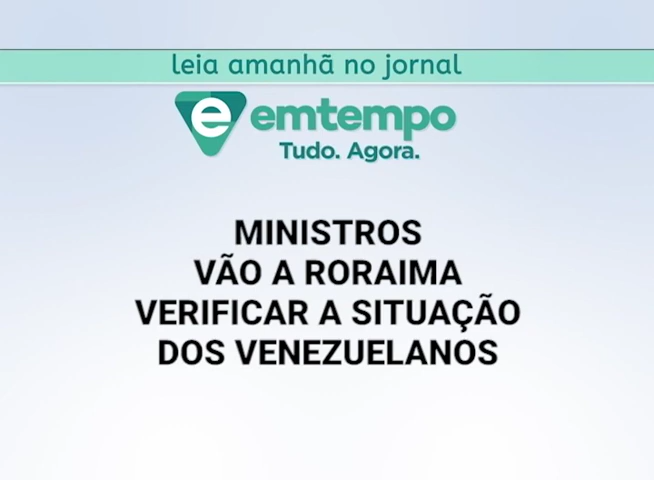 leia amanhã no jornal
e emtempo
Tudo. Agora.
MINISTROS
VÃO A RORAIMA
VERIFICAR A SITUAÇÃO
DOS VENEZUELANOS